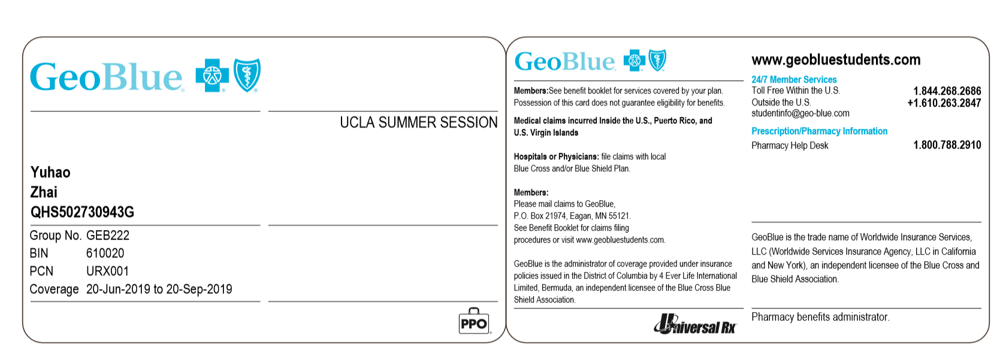 GeoBlue
UCLA SUMMER SESSION
Yuhao
Zhai
QHS502730943G
Group No. GEB222
BIN 610020
PCN URX001
Coverage 20-Jun-2019 to 20-Sep-2019
PPO
GeoBlue
Members:See benefit booklet for services covered by your plan.
Possession of this card does not guarantee eligibility for benefits.
Medical claims incurred Inside the U.S., Puerto Rico, and
U.S. Virgin Islands
Hospitals or Physicians: file claims with local
Blue Cross and/or Blue Shield Plan.
Members:
Please mail claims to GeoBlue,
P.O. Box 21974, Eagan, MN 55121.
See Benefit Booklet for claims filing
procedures or visit www.geobluestudents.com.
GeoBlue is the administrator of coverage provided under insurance
policies issued in the District of Columbia by 4 Ever Life International
Limited, Bermuda, an independent licensee of the Blue Cross Blue
Shield Association.
Universal Rx
www.geobluestudents.com
24/7 Member Services
Toll Free Within the U.S. 1.844.268.2686
Outside the U.S. +1.610.263.2847
studentinfo@geo-blue.com
Prescription/Pharmacy Information
Pharmacy Help Desk 1.800.788.2910
GeoBlue is the trade name of Worldwide Insurance Services,
LLC (Worldwide Services Insurance Agency, LLC in California
and New York), an independent licensee of the Blue Cross and
Blue Shield Association.
Pharmacy benefits administrator.